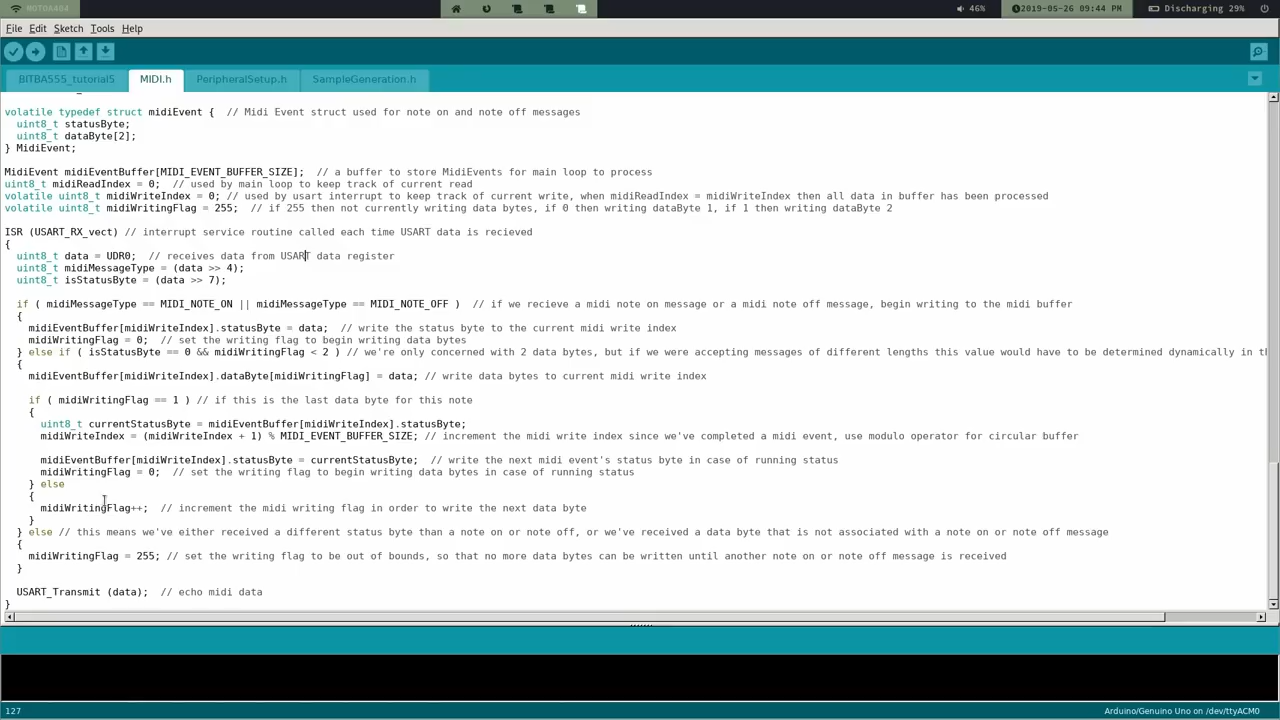 MOTOA404
46%
2019-05-26 09:44 PM
Discharging 29%
File Edit Sketch Tools Help
BITBA555_tutorial5 MIDI.h PeripheralSetup.h SampleGeneration.h
volatile typedef struct midiEvent {  // Midi Event struct used for note on and note off messages
uint8_t statusByte;
uint8_t dataByte[2];
} MidiEvent;
MidiEvent midiEventBuffer[MIDI_EVENT_BUFFER_SIZE];  // a buffer to store MidiEvents for main loop to process
uint8_t midiReadIndex = 0;  // used by main loop to keep track of current read
volatile uint8_t midiWriteIndex = 0; // used by usart interrupt to keep track of current write, when midiReadIndex = midiWriteIndex then all data in buffer has been processed
volatile uint8_t midiWritingFlag = 255;  // if 255 then not currently writing data bytes, if 0 then writing dataByte 1, if 1 then writing dataByte 2
ISR (USART_RX_vect) // interrupt service routine called each time USART data is recieved
{
uint8_t data = UDR0;  // receives data from USART data register
uint8_t midiMessageType = (data >> 4);
uint8_t isStatusByte = (data >> 7);
if ( midiMessageType == MIDI_NOTE_ON || midiMessageType == MIDI_NOTE_OFF )  // if we recieve a midi note on message or a midi note off message, begin writing to the midi buffer
{
midiEventBuffer[midiWriteIndex].statusByte = data;  // write the status byte to the current midi write index
midiWritingFlag = 0;  // set the writing flag to begin writing data bytes
} else if ( isStatusByte == 0 && midiWritingFlag < 2 ) // we're only concerned with 2 data bytes, but if we were accepting messages of different lengths this value would have to be determined dynamically in th
{
midiEventBuffer[midiWriteIndex].dataByte[midiWritingFlag] = data; // write data bytes to current midi write index
if ( midiWritingFlag == 1 ) // if this is the last data byte for this note
{
uint8_t currentStatusByte = midiEventBuffer[midiWriteIndex].statusByte;
midiWriteIndex = (midiWriteIndex + 1) % MIDI_EVENT_BUFFER_SIZE; // increment the midi write index since we've completed a midi event, use modulo operator for circular buffer
midiEventBuffer[midiWriteIndex].statusByte = currentStatusByte;  // write the next midi event's status byte in case of running status
midiWritingFlag = 0;  // set the writing flag to begin writing data bytes in case of running status
} else
{
midiWritingFlag++;  // increment the midi writing flag in order to write the next data byte
}
} else // this means we've either received a different status byte than a note on or note off, or we've received a data byte that is not associated with a note on or note off message
{
midiWritingFlag = 255; // set the writing flag to be out of bounds, so that no more data bytes can be written until another note on or note off message is received
}
USART_Transmit (data);  // echo midi data
}
127
Arduino/Genuino Uno on /dev/ttyACM0